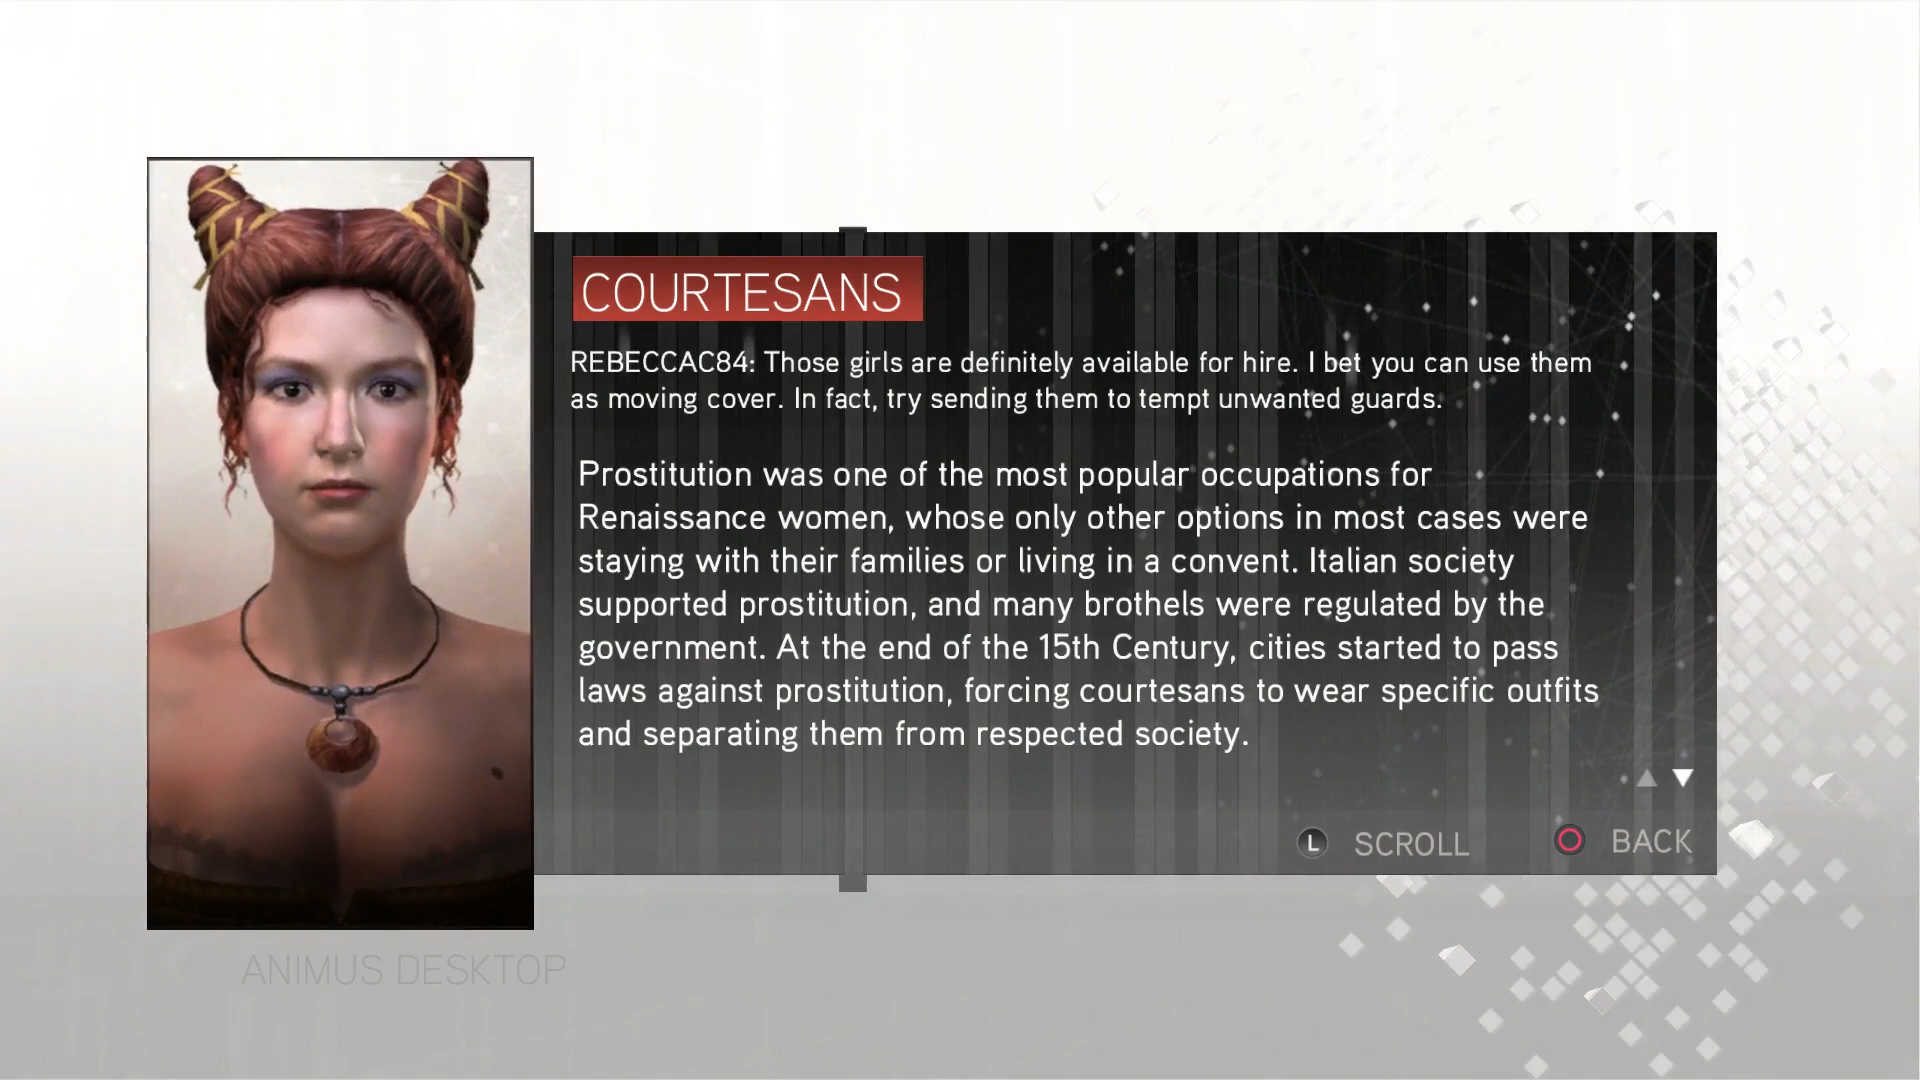 COURTESANS
REBECCAC84: Those girls are definitely available for hire. I bet you can use them
as moving cover. In fact, try sending them to tempt unwanted guards.
Prostitution was one of the most popular occupations for
Renaissance women, whose only other options in most cases were
staying with their families or living in a convent. Italian society
supported prostitution, and many brothels were regulated by the
government. At the end of the 15th Century, cities started to pass
laws against prostitution, forcing courtesans to wear specific outfits
and separating them from respected society.
L SCROLL BACK
ANIMUS DESKTOP